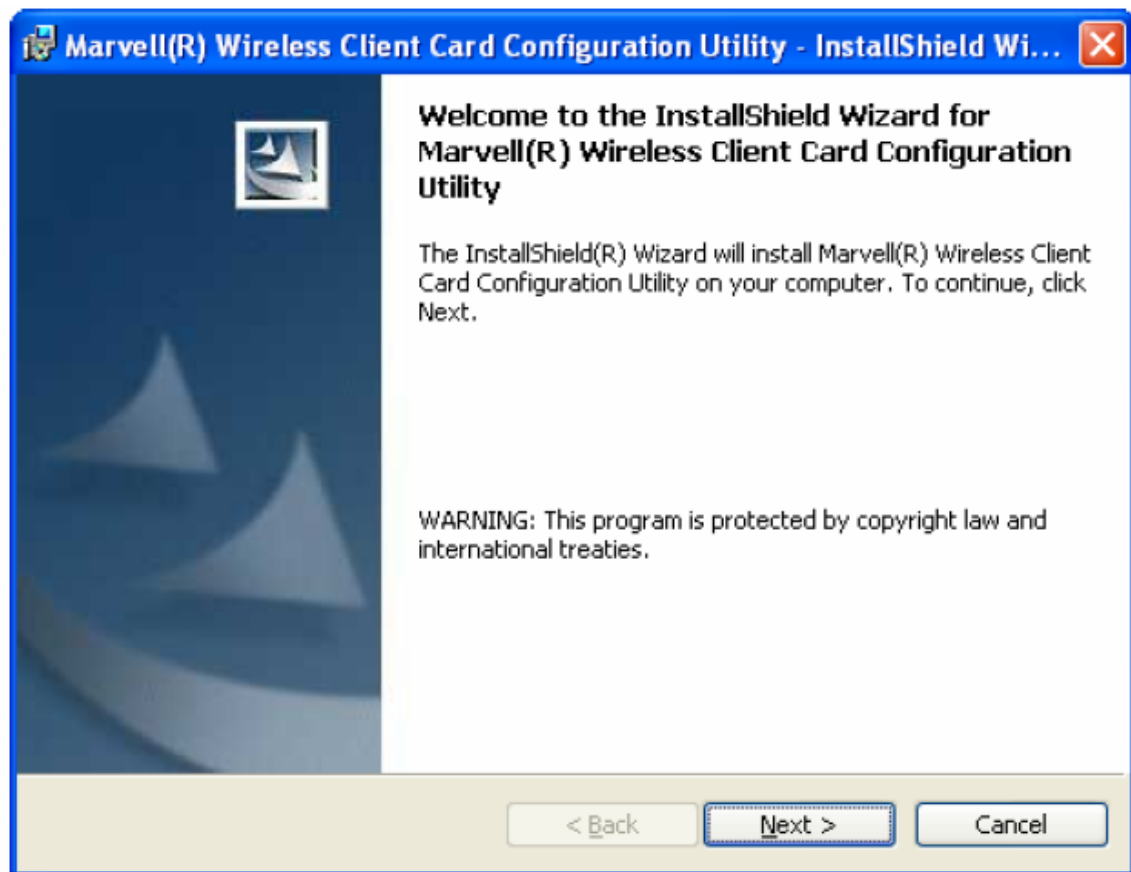 Marvell(R) Wireless Client Card Configuration Utility - InstallShield Wi...
Welcome to the InstallShield Wizard for
Marvell(R) Wireless Client Card Configuration
Utility
The InstallShield(R) Wizard will install Marvell(R) Wireless Client
Card Configuration Utility on your computer. To continue, click
Next.
WARNING: This program is protected by copyright law and
international treaties.
< Back
Next >
Cancel